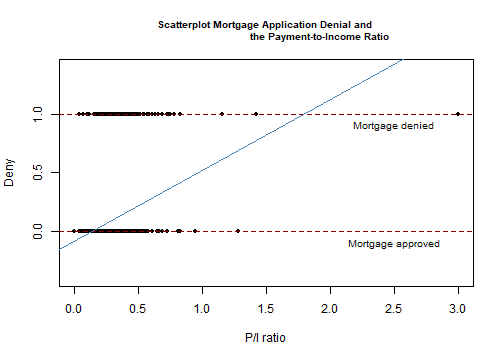 Scatterplot Mortgage Application Denial and
the Payment-to-Income Ratio
1.0
Mortgage denied
Deny
0.5
0.0
Mortgage approved
0.0 0.5 1.0 1.5 2.0 2.5 3.0
P/I ratio